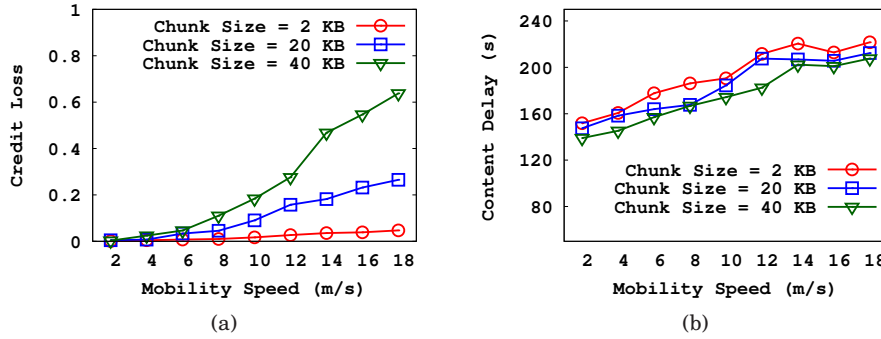 1
0.8
0.6
0.4
0.2
0
Credit Loss
Chunk Size = 2 KB
Chunk Size = 20 KB
Chunk Size = 40 KB
2 4 6 8 10 12 14 16 18
Mobility Speed (m/s)
(a)
240
200
160
120
80
Content Delay (s)
Chunk Size = 2 KB
Chunk Size = 20 KB
Chunk Size = 40 KB
2 4 6 8 10 12 14 16 18
Mobility Speed (m/s)
(b)